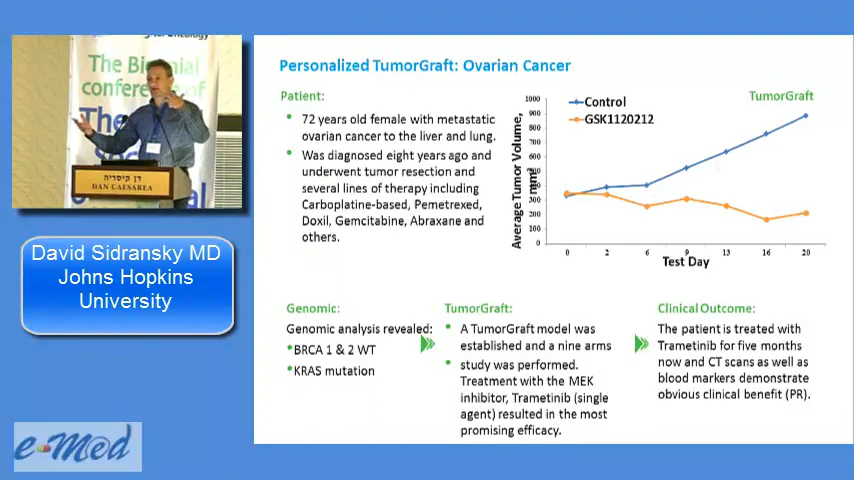 The Biennial
conference of
The
דן קיסריה
DAN CAESAREA
David Sidransky MD
Johns Hopkins
University
e-Med
Personalized TumorGraft: Ovarian Cancer
Patient:
• 72 years old female with metastatic
ovarian cancer to the liver and lung.
• Was diagnosed eight years ago and
underwent tumor resection and
several lines of therapy including
Carboplatine-based, Pemetrexed,
Doxil, Gemcitabine, Abraxane and
others.
TumorGraft
Control
GSK1120212
Average Tumor Volume,
mm³
1000
900
800
700
600
500
400
300
200
100
0
0 2 6 9 13 16 20
Test Day
Genomic:
Genomic analysis revealed:
•BRCA 1 & 2 WT
•KRAS mutation
TumorGraft:
• A TumorGraft model was
established and a nine arms
• study was performed.
Treatment with the MEK
inhibitor, Trametinib (single
agent) resulted in the most
promising efficacy.
Clinical Outcome:
The patient is treated with
Trametinib for five months
now and CT scans as well as
blood markers demonstrate
obvious clinical benefit (PR).